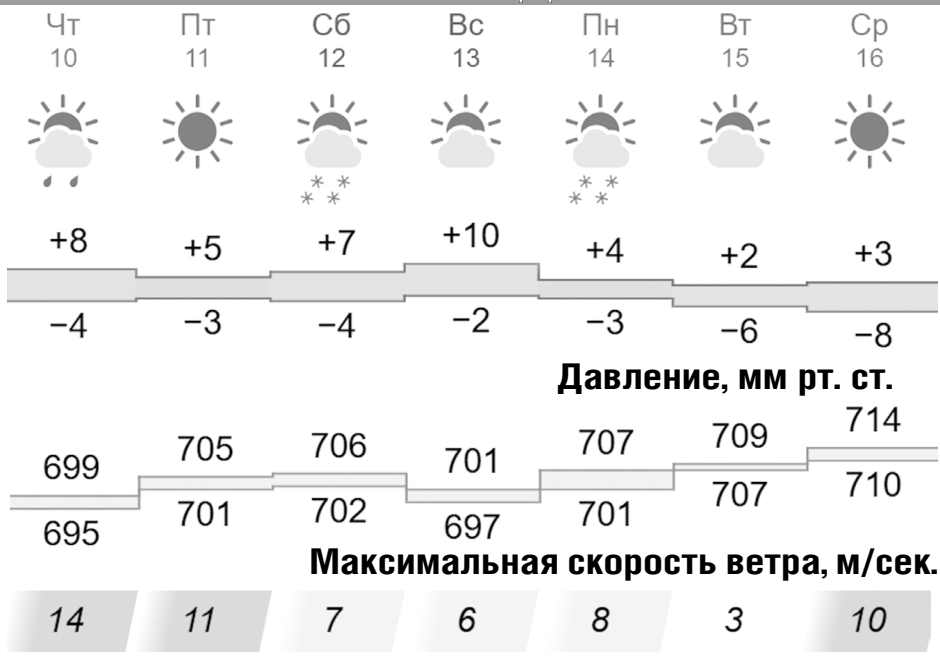 Чт Пт Сб Вс Пн Вт Ср
10 11 12 13 14 15 16
+8 +5 +7 +10 +4 +2 +3
−4 −3 −4 −2 −3 −6 −8
Давление, мм рт. ст.
699 705 706 701 707 709 714
695 701 702 697 701 707 710
Максимальная скорость ветра, м/сек.
14 11 7 6 8 3 10